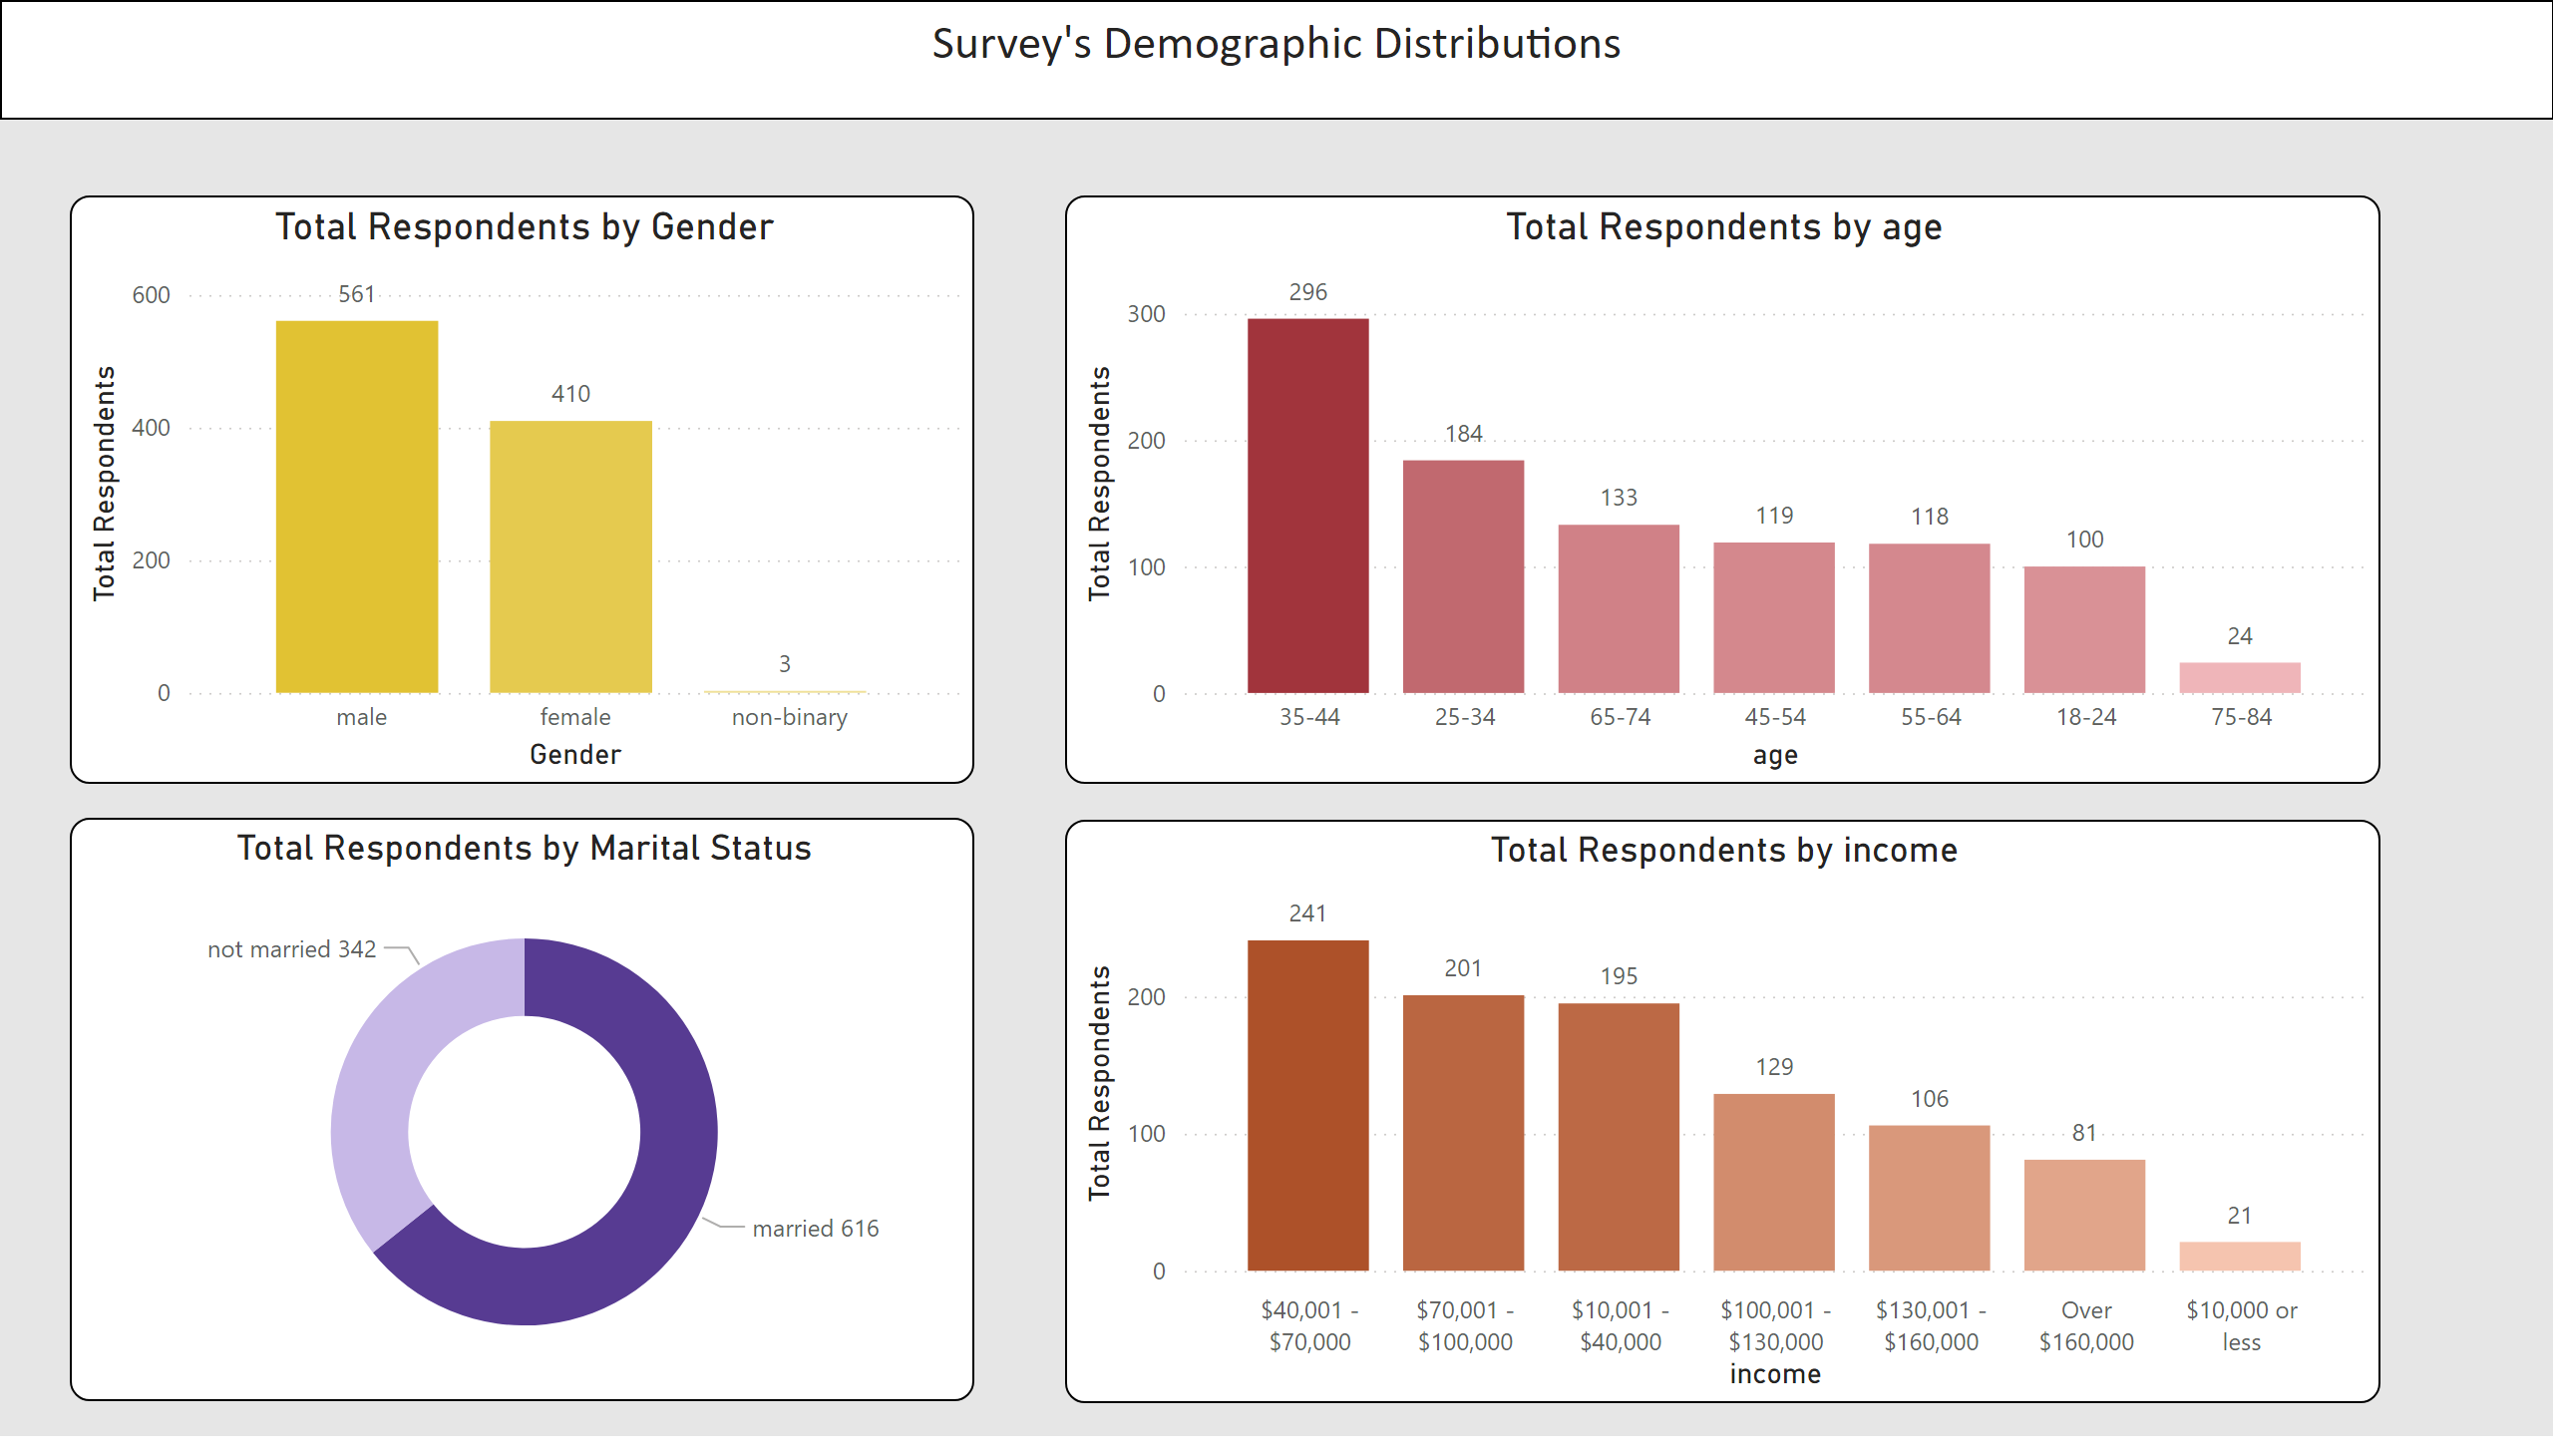 Survey's Demographic Distributions
Total Respondents by Gender
Total Respondents
600
400
200
0
561
410
3
male
female
non-binary
Gender
Total Respondents by age
Total Respondents
300
200
100
0
296
184
133
119
118
100
24
35-44
25-34
65-74
45-54
55-64
18-24
75-84
age
Total Respondents by Marital Status
not married 342
married 616
Total Respondents by income
Total Respondents
200
100
0
241
201
195
129
106
81
21
$40,001 -
$70,000
$70,001 -
$100,000
$10,001 -
$40,000
$100,001 -
$130,000
$130,001 -
$160,000
Over
$160,000
$10,000 or
less
income